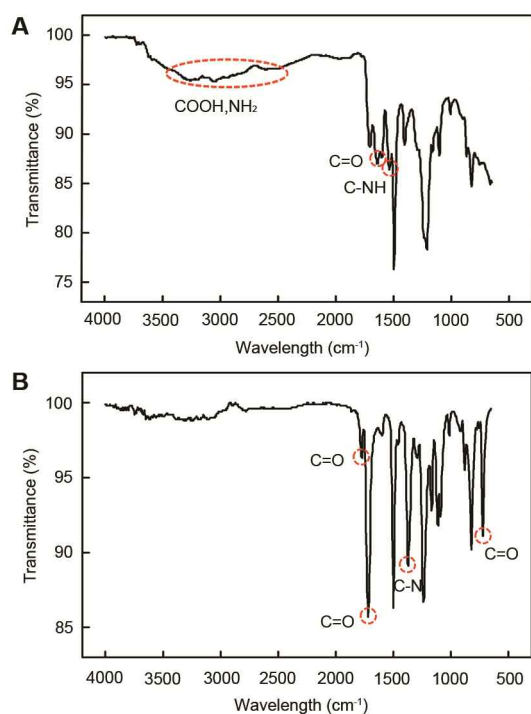 A
100
95
90
85
80
75
Transmittance (%)
COOH,NH₂
C=O
C-NH
4000 3500 3000 2500 2000 1500 1000 500
Wavelength (cm⁻¹)
B
100
95
90
85
Transmittance (%)
C=O
C=O
C-N
C=O
4000 3500 3000 2500 2000 1500 1000 500
Wavelength (cm⁻¹)